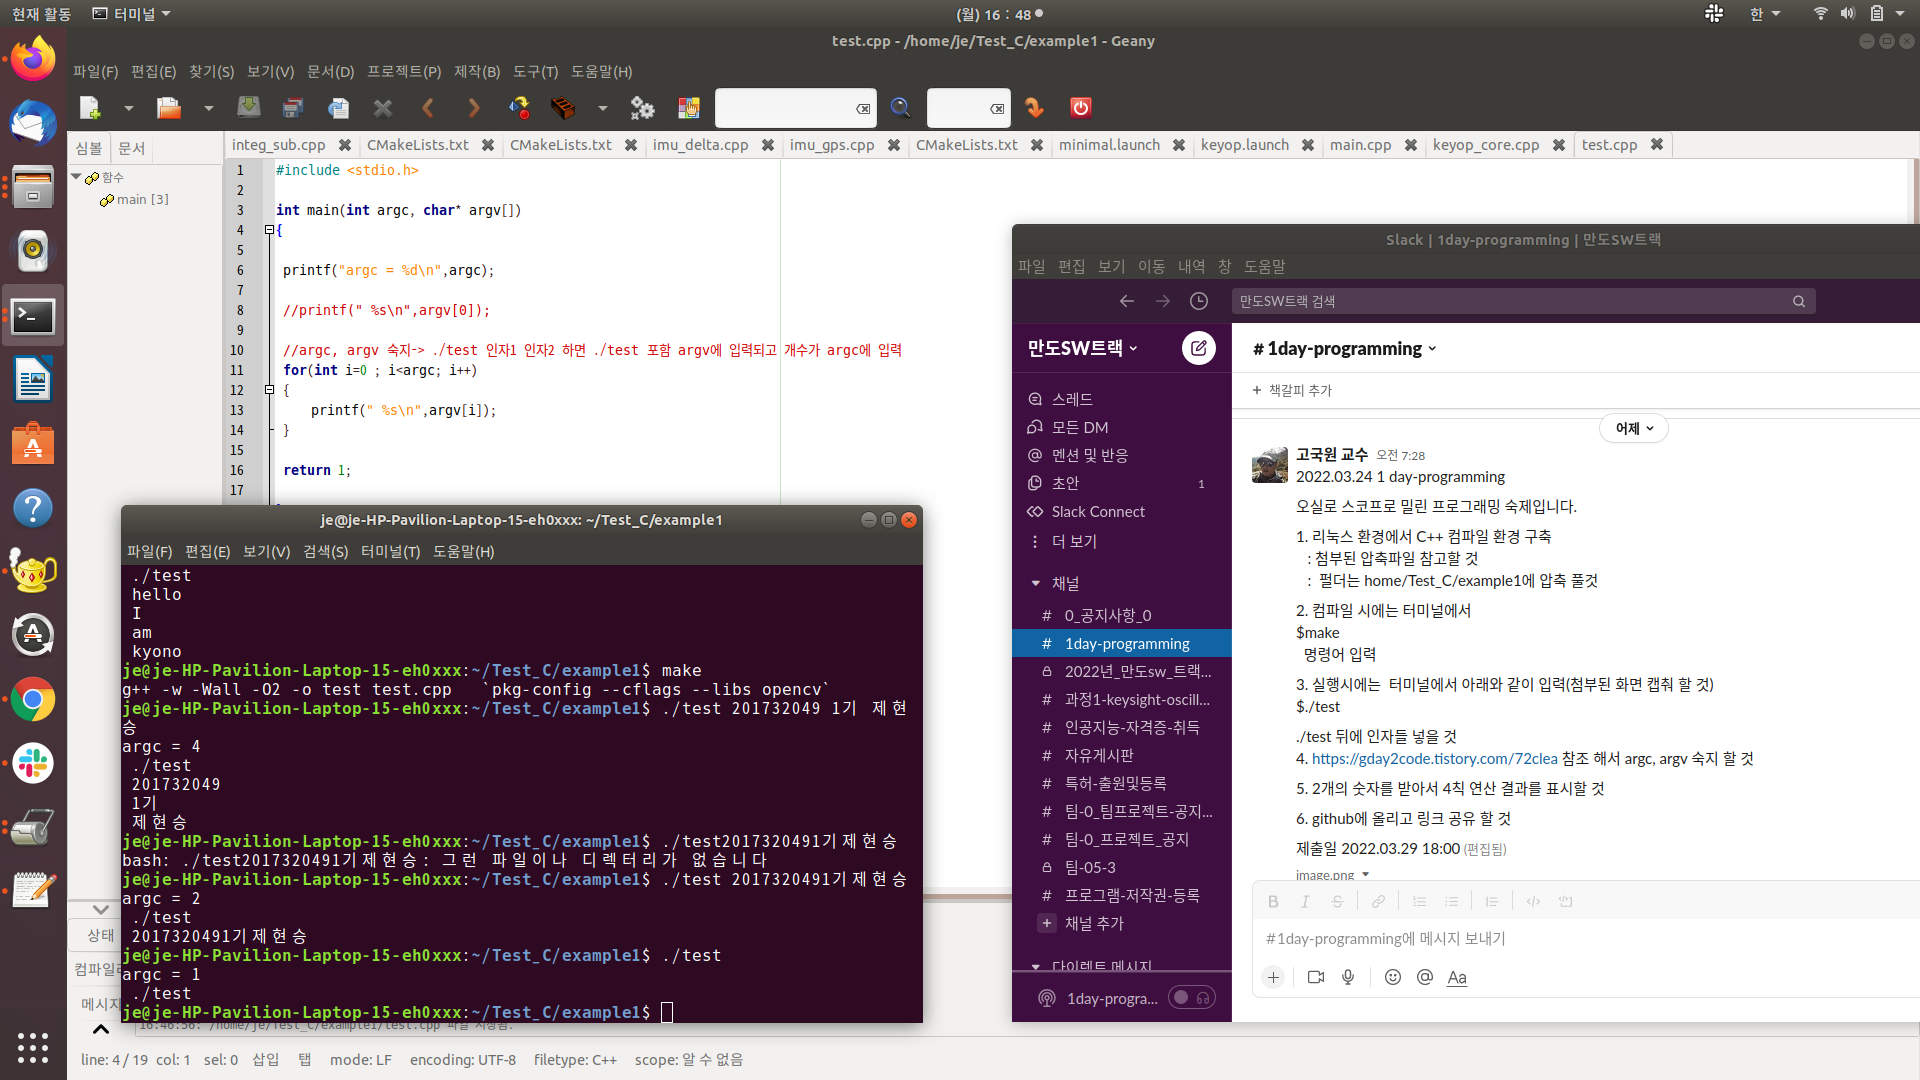 현재 활동
터미널
(월) 16 : 48
한
test.cpp - /home/je/Test_C/example1 - Geany
파일(F) 편집(E) 찾기(S) 보기(V) 문서(D) 프로젝트(P) 제작(B) 도구(T) 도움말(H)
심볼 문서
integ_sub.cpp CMakeLists.txt CMakeLists.txt imu_delta.cpp imu_gps.cpp CMakeLists.txt minimal.launch keyop.launch main.cpp keyop_core.cpp test.cpp
함수
main [3]
1 #include <stdio.h>
2
3 int main(int argc, char* argv[])
4 {
5
6 printf("argc = %d\n",argc);
7
8 //printf(" %s\n",argv[0]);
9
10 //argc, argv 숙지-> ./test 인자1 인자2 하면 ./test 포함 argv에 입력되고 개수가 argc에 입력
11 for(int i=0 ; i<argc; i++)
12 {
13 printf(" %s\n",argv[i]);
14 }
15
16 return 1;
17
je@je-HP-Pavilion-Laptop-15-eh0xxx: ~/Test_C/example1
파일(F) 편집(E) 보기(V) 검색(S) 터미널(T) 도움말(H)
./test
hello
I
am
kyono
je@je-HP-Pavilion-Laptop-15-eh0xxx:~/Test_C/example1$ make
g++ -w -Wall -O2 -o test test.cpp `pkg-config --cflags --libs opencv`
je@je-HP-Pavilion-Laptop-15-eh0xxx:~/Test_C/example1$ ./test 201732049 1기 제현
승
argc = 4
./test
201732049
1기
제현승
je@je-HP-Pavilion-Laptop-15-eh0xxx:~/Test_C/example1$ ./test2017320491기제현승
bash: ./test2017320491기제현승: 그런 파일이나 디렉터리가 없습니다
je@je-HP-Pavilion-Laptop-15-eh0xxx:~/Test_C/example1$ ./test 2017320491기제현승
argc = 2
./test
2017320491기제현승
je@je-HP-Pavilion-Laptop-15-eh0xxx:~/Test_C/example1$ ./test
argc = 1
./test
je@je-HP-Pavilion-Laptop-15-eh0xxx:~/Test_C/example1$
상태
컴파일러
메시지
16:46:56: /home/je/Test_C/example1/test.cpp 파일 저장됨.
line: 4 / 19 col: 1 sel: 0 삽입 탭 mode: LF encoding: UTF-8 filetype: C++ scope: 알 수 없음
Slack | 1day-programming | 만도SW트랙
파일 편집 보기 이동 내역 창 도움말
만도SW트랙 검색
만도SW트랙
스레드
모든 DM
멘션 및 반응
초안 1
Slack Connect
더 보기
채널
# 0_공지사항_0
# 1day-programming
2022년_만도sw_트랙...
# 과정1-keysight-oscill...
# 인공지능-자격증-취득
# 자유게시판
# 특허-출원및등록
# 팀-0_팀프로젝트-공지...
# 팀-0_프로젝트_공지
팀-05-3
# 프로그램-저작권-등록
+ 채널 추가
다이렉트 메시지
1day-progra...
# 1day-programming
+ 책갈피 추가
어제
고국원 교수 오전 7:28
2022.03.24 1 day-programming
오실로 스코프로 밀린 프로그래밍 숙제입니다.
1. 리눅스 환경에서 C++ 컴파일 환경 구축
: 첨부된 압축파일 참고할 것
: 펄더는 home/Test_C/example1에 압축 풀것
2. 컴파일 시에는 터미널에서
$make
명령어 입력
3. 실행시에는 터미널에서 아래와 같이 입력(첨부된 화면 캡춰 할 것)
$./test
./test 뒤에 인자들 넣을 것
4. https://gday2code.tistory.com/72clea 참조 해서 argc, argv 숙지 할 것
5. 2개의 숫자를 받아서 4칙 연산 결과를 표시할 것
6. github에 올리고 링크 공유 할 것
제출일 2022.03.29 18:00 (편집됨)
image.png
B I S
#1day-programming에 메시지 보내기
+ @ Aa